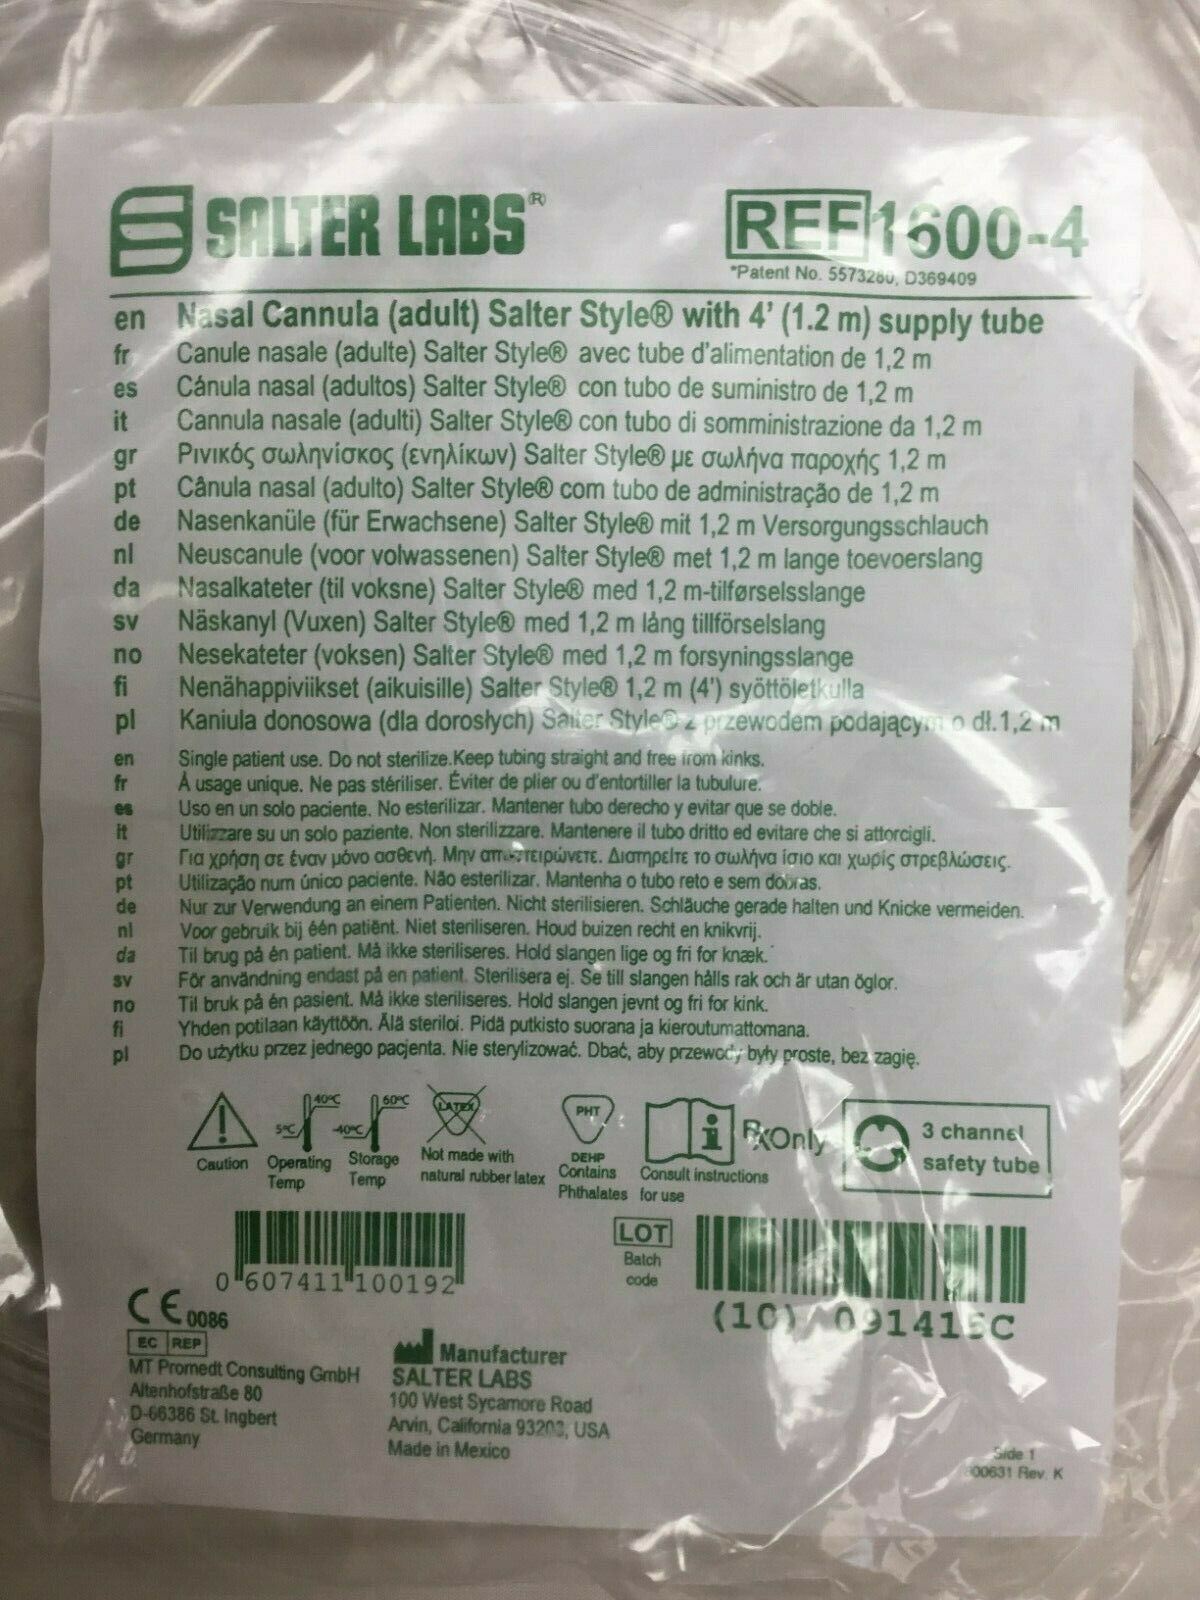 SALTER LABS®
REF 1600-4
*Patent No. 5573280, D369409
en Nasal Cannula (adult) Salter Style® with 4' (1.2 m) supply tube
fr Canule nasale (adulte) Salter Style® avec tube d'alimentation de 1,2 m
es Cánula nasal (adultos) Salter Style® con tubo de suministro de 1,2 m
it Cannula nasale (adulti) Salter Style® con tubo di somministrazione da 1,2 m
gr Ρινικός σωληνίσκος (ενηλίκων) Salter Style® με σωλήνα παροχής 1,2 m
pt Cânula nasal (adulto) Salter Style® com tubo de administração de 1,2 m
de Nasenkanüle (für Erwachsene) Salter Style® mit 1,2 m Versorgungsschlauch
nl Neuscanule (voor volwassenen) Salter Style® met 1,2 m lange toevoerslang
da Nasalkateter (til voksne) Salter Style® med 1,2 m-tilførselsslange
sv Näskanyl (Vuxen) Salter Style® med 1,2 m lång tillförselslang
no Nesekateter (voksen) Salter Style® med 1,2 m forsyningsslange
fi Nenähappiviikset (aikuisille) Salter Style® 1,2 m (4') syöttöletkulla
pl Kaniula donosowa (dla dorosłych) Salter Style® z przewodem podającym o dł.1,2 m
en Single patient use. Do not sterilize.Keep tubing straight and free from kinks.
fr À usage unique. Ne pas stériliser. Éviter de plier ou d'entortiller la tubulure.
es Uso en un solo paciente. No esterilizar. Mantener tubo derecho y evitar que se doble.
it Utilizzare su un solo paziente. Non sterilizzare. Mantenere il tubo dritto ed evitare che si attorcigli.
gr Για χρήση σε έναν μόνο ασθενή. Μην αποστειρώνετε. Διατηρείτε το σωλήνα ίσιο και χωρίς στρεβλώσεις.
pt Utilização num único paciente. Não esterilizar. Mantenha o tubo reto e sem dobras.
de Nur zur Verwendung an einem Patienten. Nicht sterilisieren. Schläuche gerade halten und Knicke vermeiden.
nl Voor gebruik bij één patiënt. Niet steriliseren. Houd buizen recht en knikvrij.
da Til brug på én patient. Må ikke steriliseres. Hold slangen lige og fri for knæk.
sv För användning endast på en patient. Sterilisera ej. Se till slangen hålls rak och är utan öglor.
no Til bruk på én pasient. Må ikke steriliseres. Hold slangen jevnt og fri for kink.
fi Yhden potilaan käyttöön. Älä steriloi. Pidä putkisto suorana ja kieroutumattomana.
pl Do użytku przez jednego pacjenta. Nie sterylizować. Dbać, aby przewody były proste, bez zagię.
Caution
5°C 40°C
Operating
Temp
-40°C 60°C
Storage
Temp
LATEX
Not made with
natural rubber latex
PHT
DEHP
Contains
Phthalates
Consult instructions
for use
Rx Only
3 channel
safety tube
0 607411 100192
LOT
Batch
code
(10) 091415C
CE 0086
EC REP
MT Promedt Consulting GmbH
Altenhofstraße 80
D-66386 St. Ingbert
Germany
Manufacturer
SALTER LABS
100 West Sycamore Road
Arvin, California 93203, USA
Made in Mexico
Side 1
Rev. K